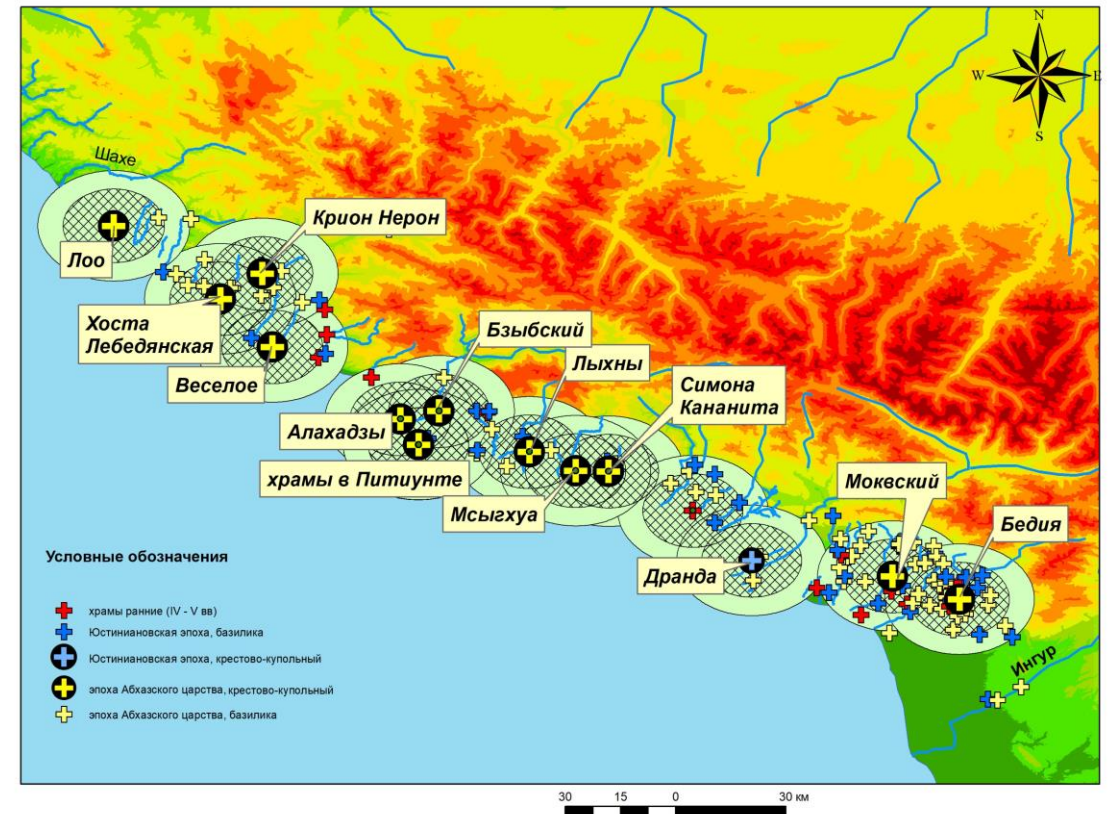 N
W
E
S
Шахе
Крион Нерон
Лоо
Хоста
Лебедянская
Бзыбский
Лыхны
Веселое
Симона
Кананита
Алахадзы
храмы в Питиунте
Моквский
Мсыгхуа
Бедия
Дранда
Ингур
Условные обозначения
храмы ранние (IV - V вв)
Юстиниановская эпоха, базилика
Юстиниановская эпоха, крестово-купольный
эпоха Абхазского царства, крестово-купольный
эпоха Абхазского царства, базилика
30 15 0 30 км